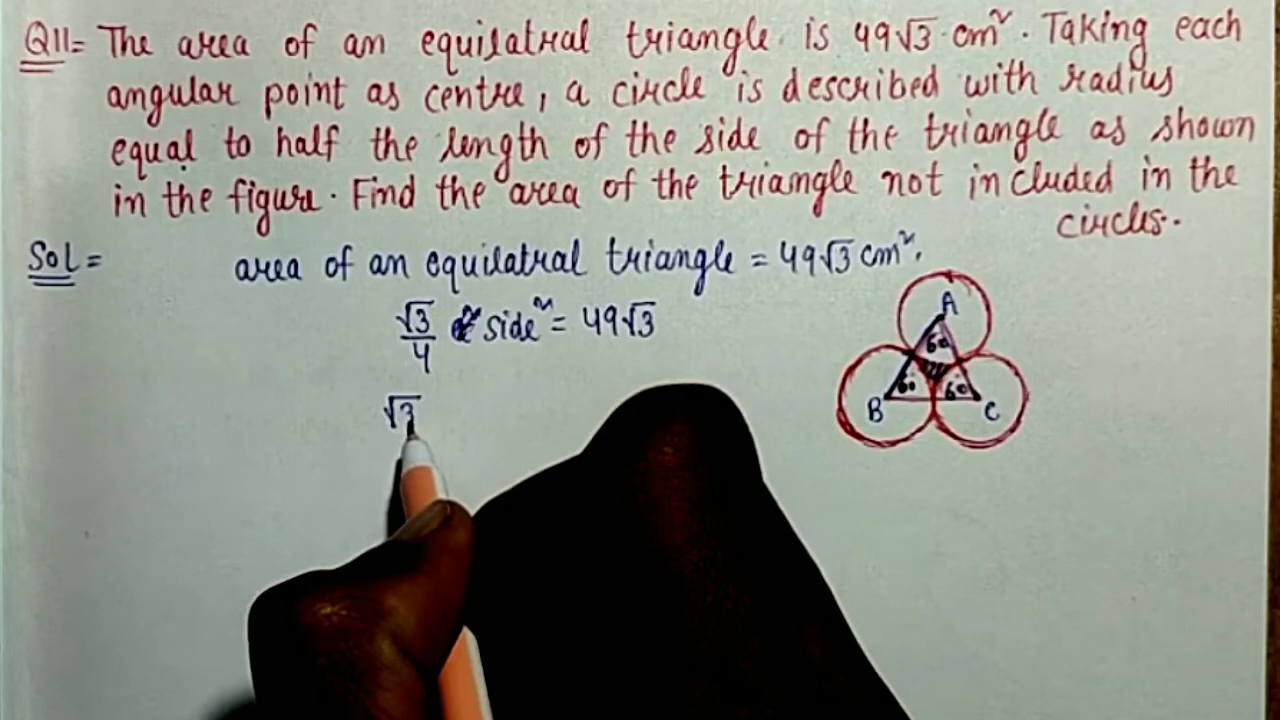 Q11= The area of an equilatral triangle is 49√3 cm². Taking each
angular point as centre, a circle is described with radius
equal to half the length of the side of the triangle as shown
in the figure. Find the area of the triangle not included in the
circles.
Sol= area of an equilatral triangle = 49√3 cm².
√3/4 side² = 49√3
√3
A
60
60 60
B C